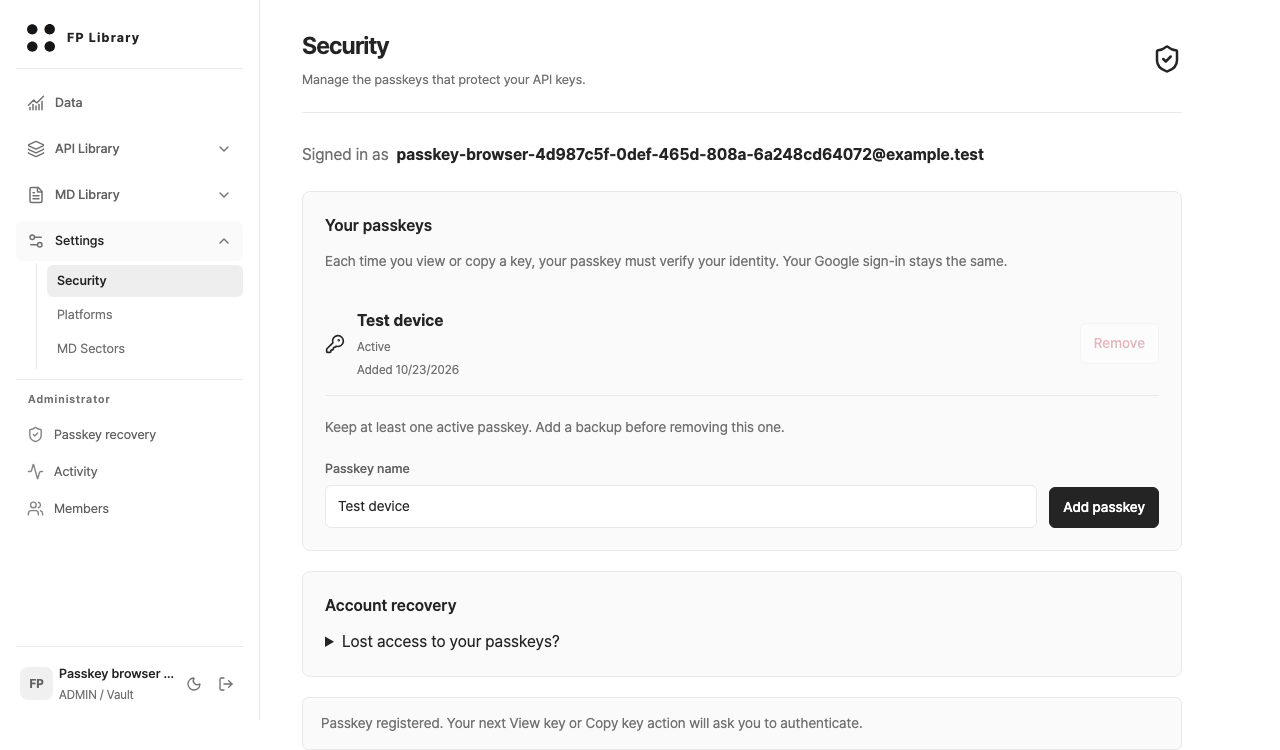 FP Library
Data
API Library
MD Library
Settings
Security
Platforms
MD Sectors
Administrator
Passkey recovery
Activity
Members
FP
Passkey browser ...
ADMIN / Vault
Security
Manage the passkeys that protect your API keys.
Signed in as passkey-browser-4d987c5f-0def-465d-808a-6a248cd64072@example.test
Your passkeys
Each time you view or copy a key, your passkey must verify your identity. Your Google sign-in stays the same.
Test device
Active
Added 10/23/2026
Remove
Keep at least one active passkey. Add a backup before removing this one.
Passkey name
Test device
Add passkey
Account recovery
Lost access to your passkeys?
Passkey registered. Your next View key or Copy key action will ask you to authenticate.